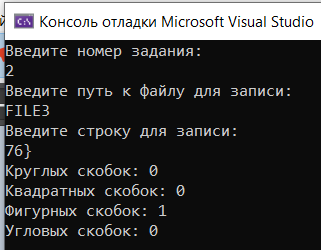 Консоль отладки Microsoft Visual Studio
Введите номер задания:
2
Введите путь к файлу для записи:
FILE3
Введите строку для записи:
76}
Круглых скобок: 0
Квадратных скобок: 0
Фигурных скобок: 1
Угловых скобок: 0